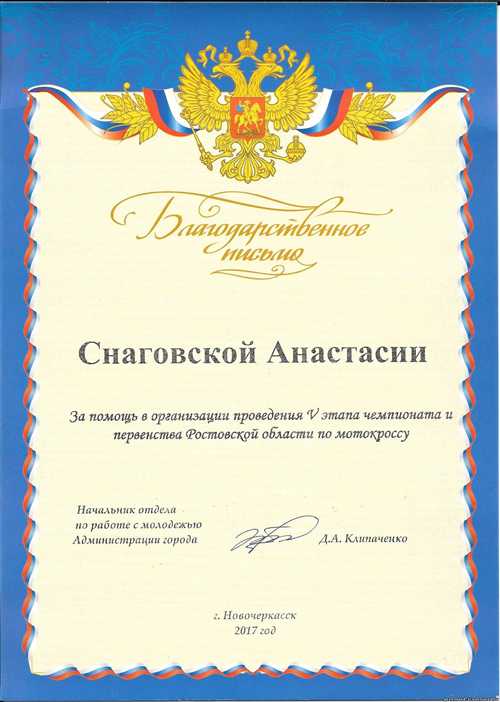 Благодарственное
письмо
Снаговской Анастасии
За помощь в организации проведения V этапа чемпионата и
первенства Ростовской области по мотокроссу
Начальник отдела
по работе с молодежью
Администрации города
Д.А. Клипаченко
г. Новочеркасск
2017 год